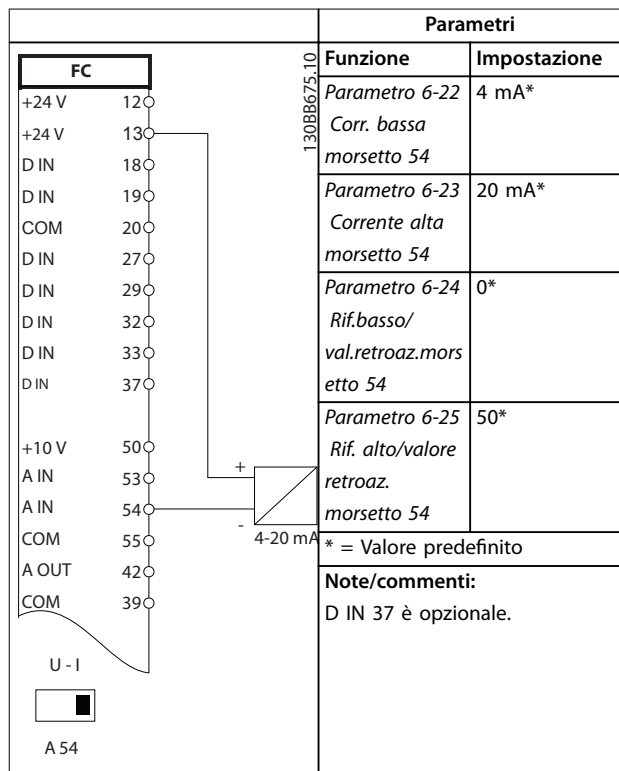 Parametri
FC
+24 V 12
+24 V 13
D IN 18
D IN 19
COM 20
D IN 27
D IN 29
D IN 32
D IN 33
D IN 37
+10 V 50
A IN 53
A IN 54
COM 55
A OUT 42
COM 39
U - I
A 54
+
-
4-20 mA
130BB675.10
Funzione Impostazione
Parametro 6-22 4 mA*
Corr. bassa
morsetto 54
Parametro 6-23 20 mA*
Corrente alta
morsetto 54
Parametro 6-24 0*
Rif.basso/
val.retroaz.mors
etto 54
Parametro 6-25 50*
Rif. alto/valore
retroaz.
morsetto 54
* = Valore predefinito
Note/commenti:
D IN 37 è opzionale.